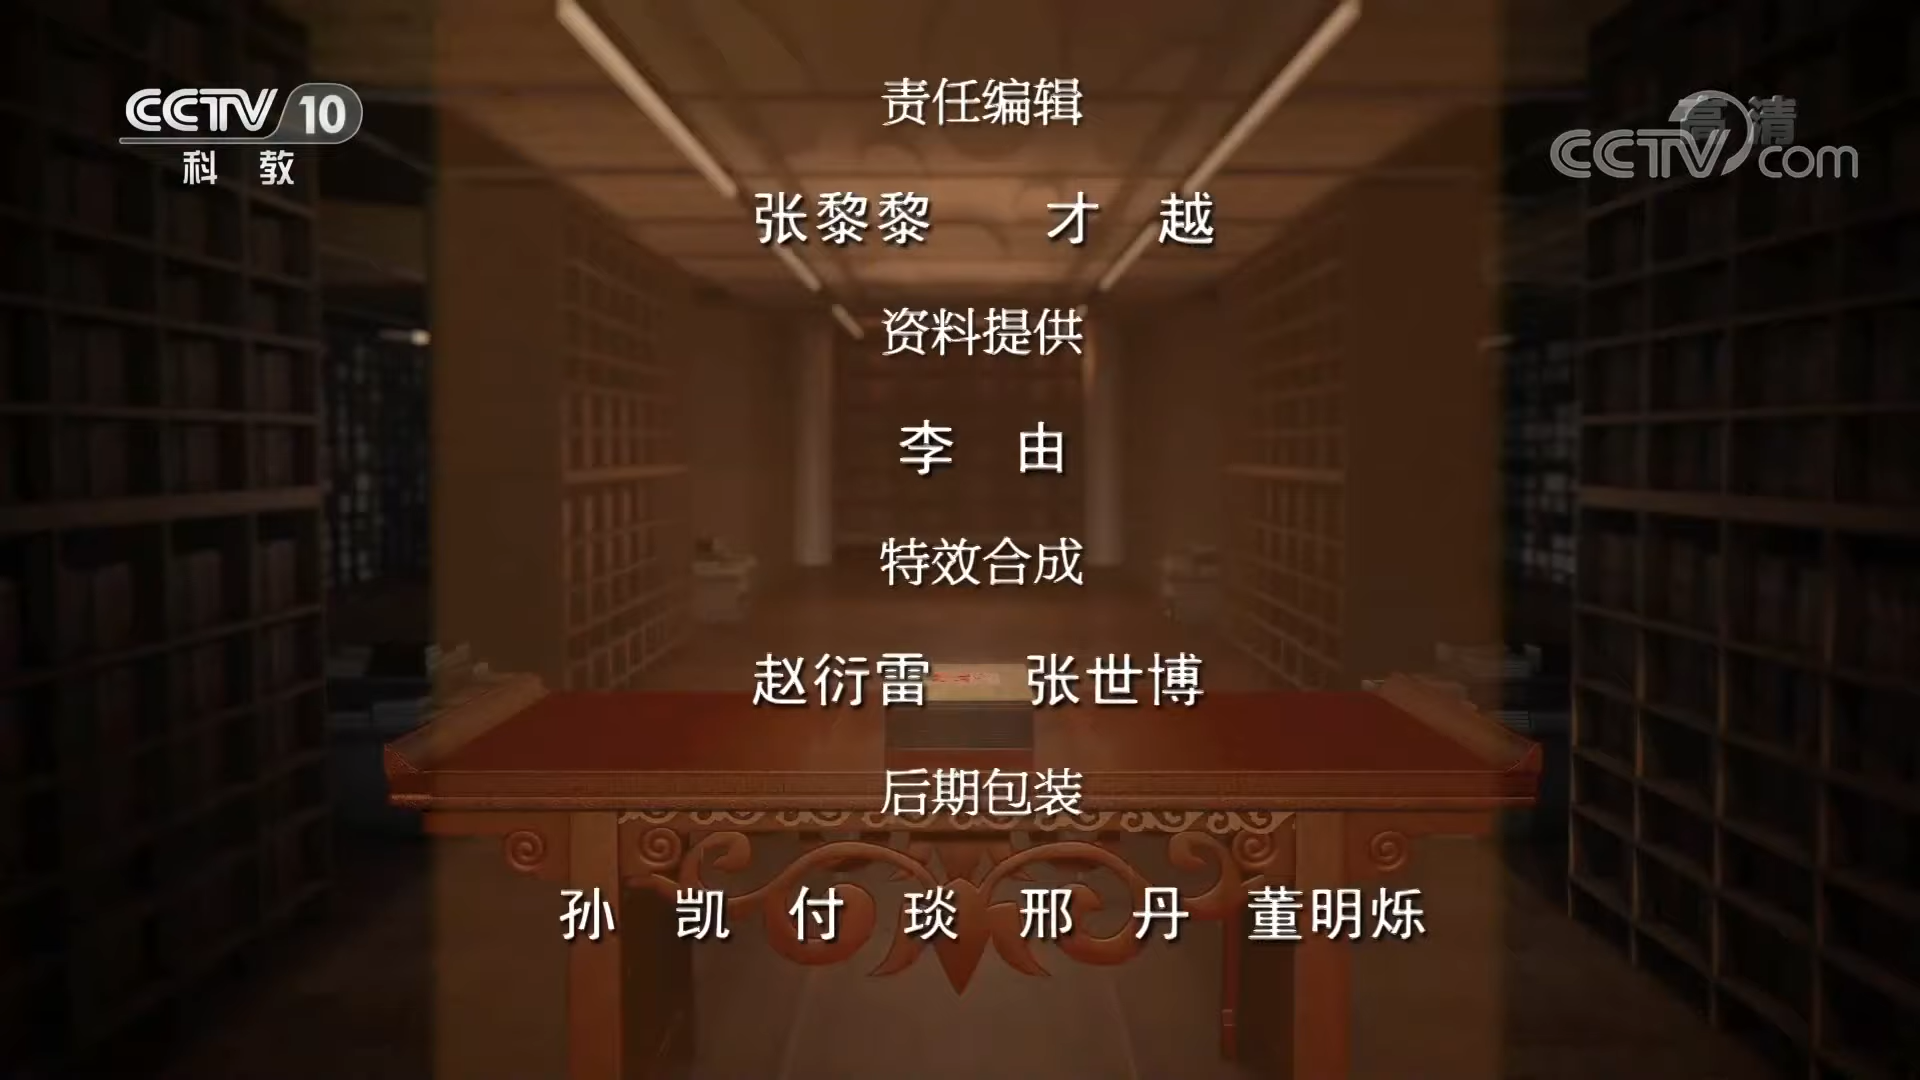 CCTV 10
科 教
高清
CCTV.com
责任编辑
张黎黎 才 越
资料提供
李 由
特效合成
赵衍雷 张世博
后期包装
孙 凯 付 琰 邢 丹 董明烁